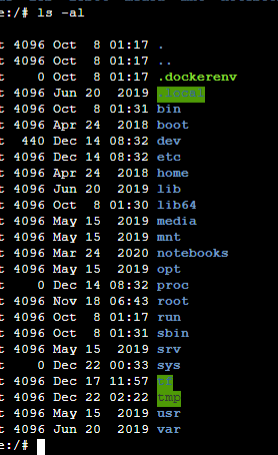 e:/# ls -al
t 4096 Oct  8 01:17 .
t 4096 Oct  8 01:17 ..
t    0 Oct  8 01:17 .dockerenv
t 4096 Jun 20  2019 .local
t 4096 Oct  8 01:31 bin
t 4096 Apr 24  2018 boot
t  440 Dec 14 08:32 dev
t 4096 Dec 14 08:32 etc
t 4096 Apr 24  2018 home
t 4096 Jun 20  2019 lib
t 4096 Oct  8 01:30 lib64
t 4096 May 15  2019 media
t 4096 May 15  2019 mnt
t 4096 Mar 24  2020 notebooks
t 4096 May 15  2019 opt
t    0 Dec 14 08:32 proc
t 4096 Nov 18 06:43 root
t 4096 Oct  8 01:17 run
t 4096 Oct  8 01:31 sbin
t 4096 May 15  2019 srv
t    0 Dec 22 00:33 sys
t 4096 Dec 17 11:57 tf
t 4096 Dec 22 02:22 tmp
t 4096 May 15  2019 usr
t 4096 Jun 20  2019 var
e:/#